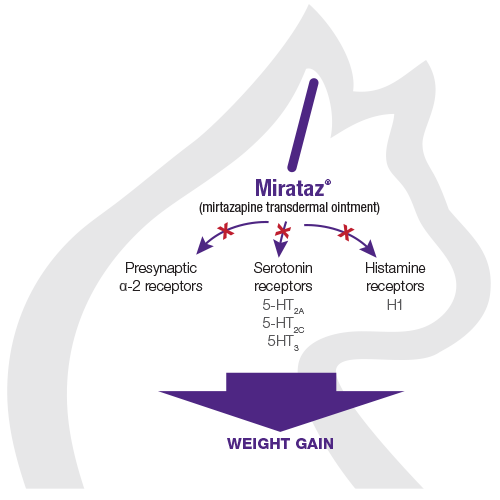 Mirataz®
(mirtazapine transdermal ointment)
Presynaptic
α-2 receptors
Serotonin
receptors
5-HT2A
5-HT2C
5HT3
Histamine
receptors
H1
WEIGHT GAIN